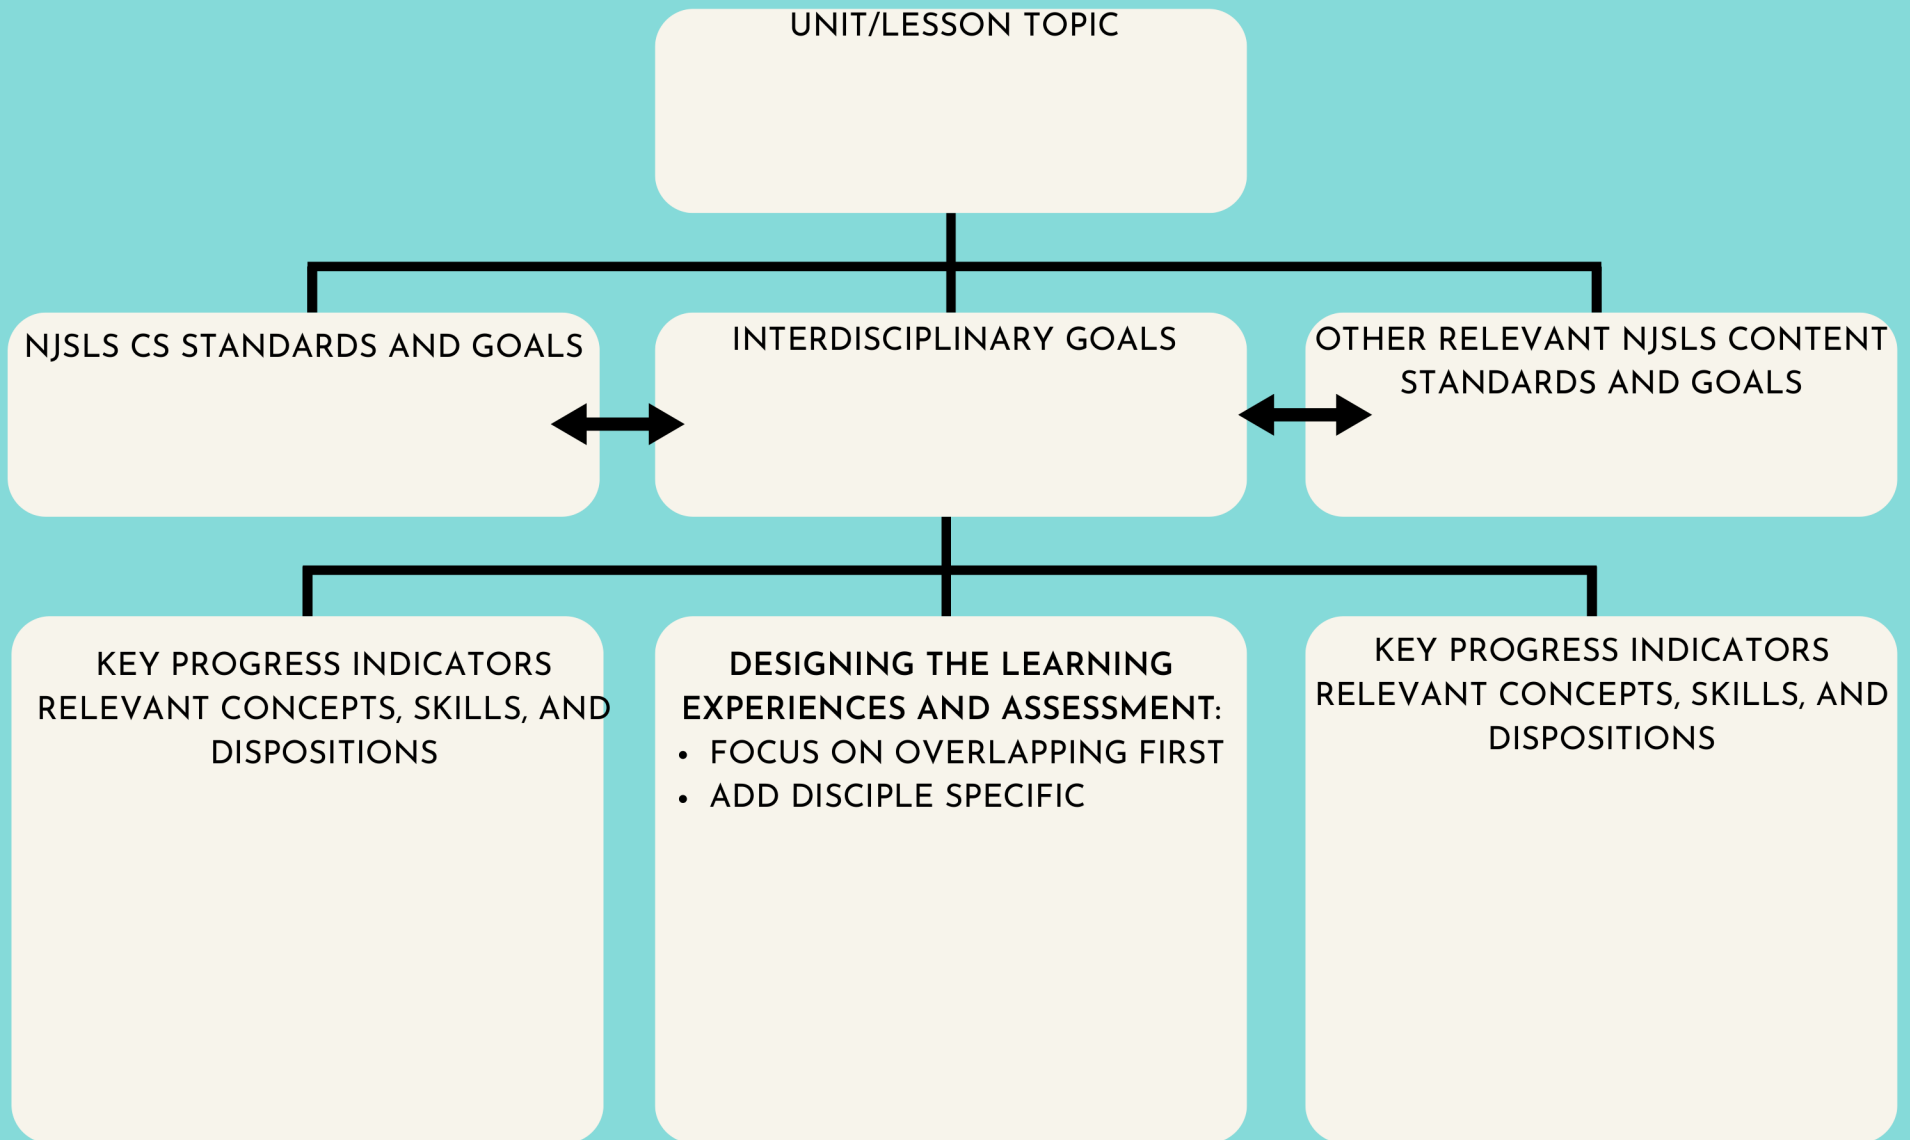 UNIT/LESSON TOPIC
NJSLS CS STANDARDS AND GOALS
INTERDISCIPLINARY GOALS
OTHER RELEVANT NJSLS CONTENT
STANDARDS AND GOALS
KEY PROGRESS INDICATORS
RELEVANT CONCEPTS, SKILLS, AND
DISPOSITIONS
DESIGNING THE LEARNING
EXPERIENCES AND ASSESSMENT:
• FOCUS ON OVERLAPPING FIRST
• ADD DISCIPLE SPECIFIC
KEY PROGRESS INDICATORS
RELEVANT CONCEPTS, SKILLS, AND
DISPOSITIONS